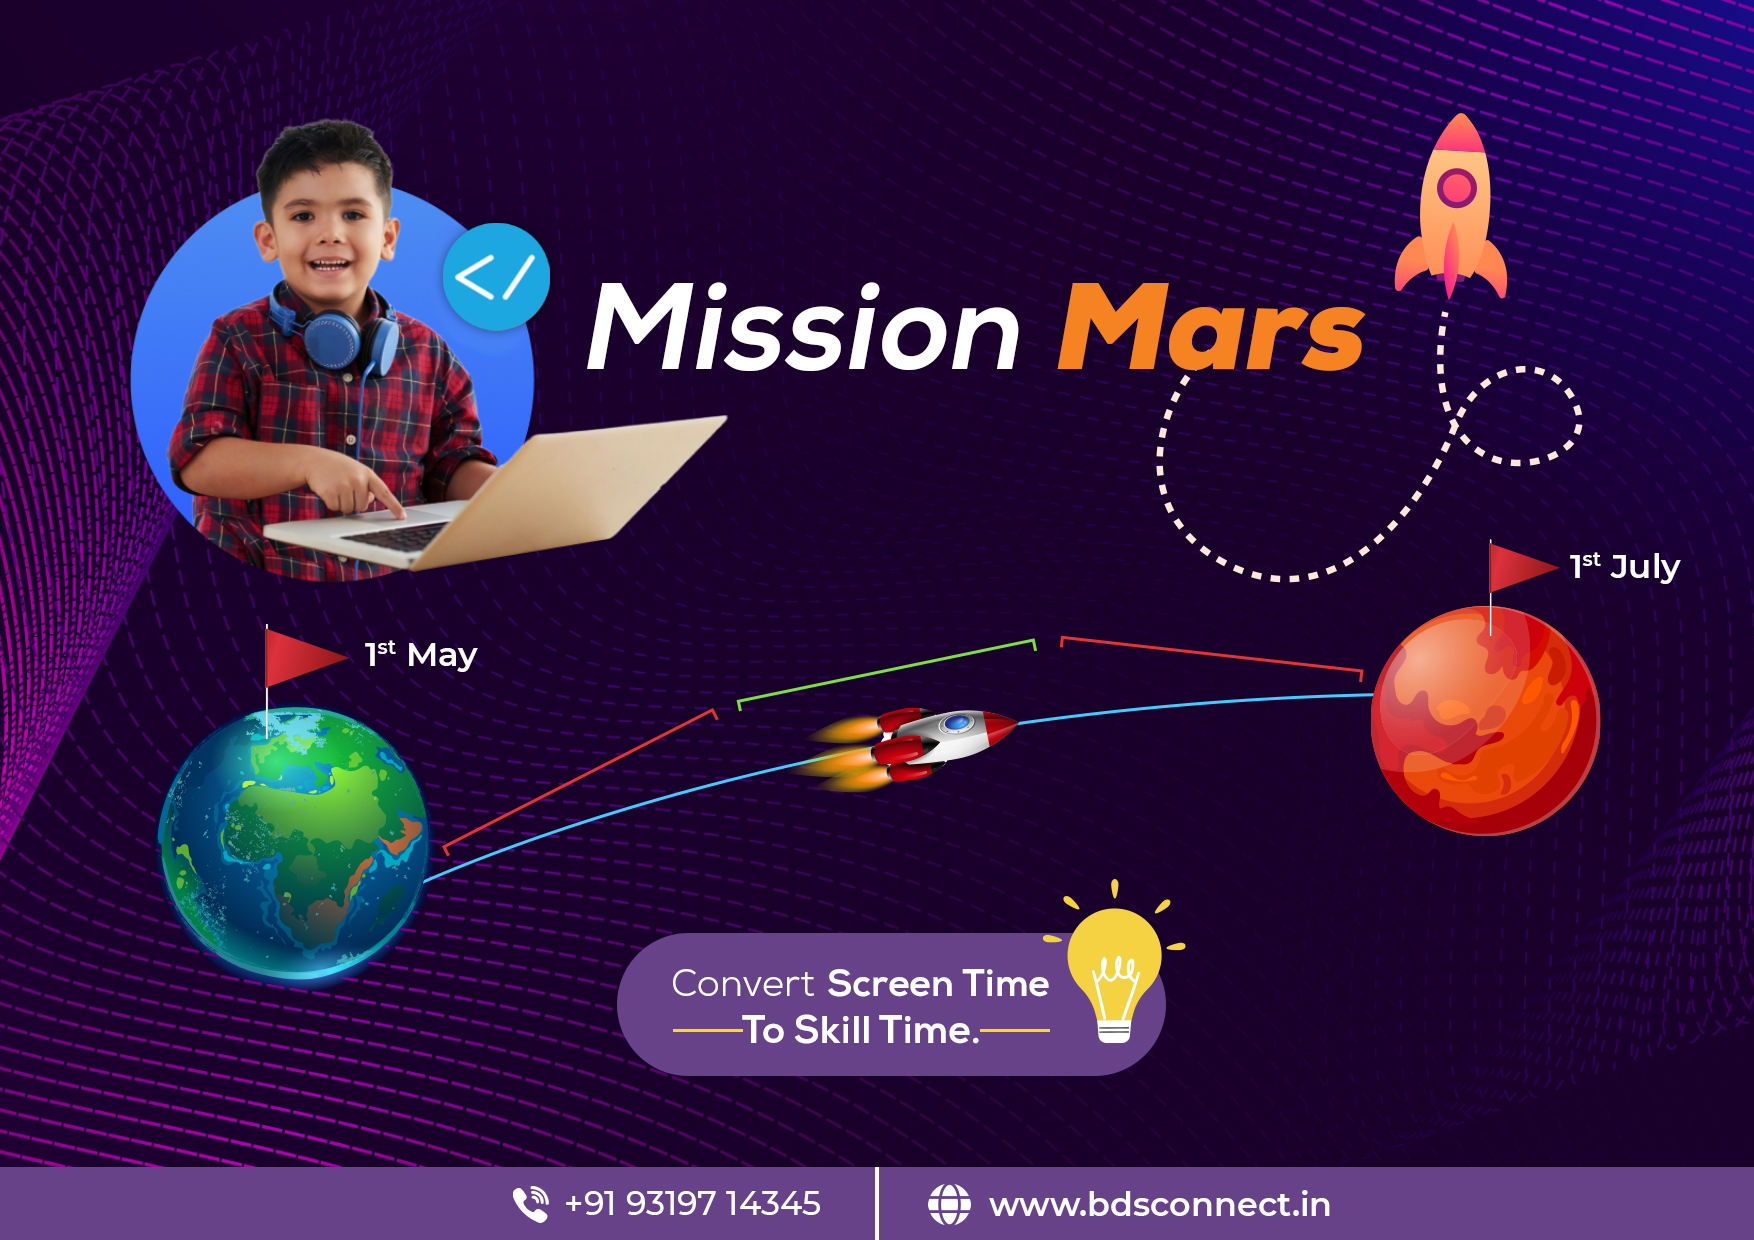 </
Mission Mars
1st July
1st May
Convert Screen Time
To Skill Time.
+91 93197 14345
www.bdsconnect.in